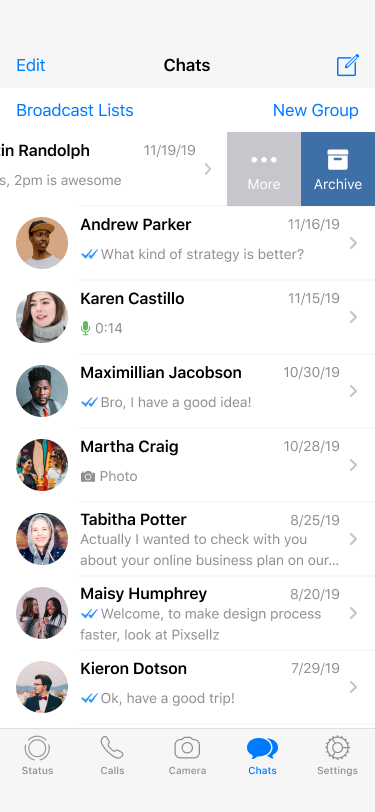 Edit Chats
Broadcast Lists New Group
in Randolph 11/19/19
s, 2pm is awesome
More Archive
Andrew Parker 11/16/19
What kind of strategy is better?
Karen Castillo 11/15/19
0:14
Maximillian Jacobson 10/30/19
Bro, I have a good idea!
Martha Craig 10/28/19
Photo
Tabitha Potter 8/25/19
Actually I wanted to check with you
about your online business plan on our...
Maisy Humphrey 8/20/19
Welcome, to make design process
faster, look at Pixsellz
Kieron Dotson 7/29/19
Ok, have a good trip!
Status Calls Camera Chats Settings